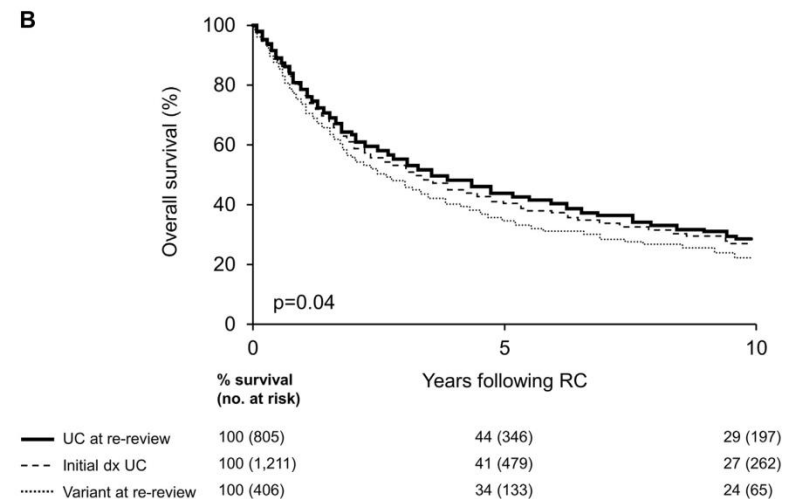 B
100
80
60
40
20
0
Overall survival (%)
p=0.04
0 5 10
Years following RC
% survival
(no. at risk)
UC at re-review 100 (805) 44 (346) 29 (197)
Initial dx UC 100 (1,211) 41 (479) 27 (262)
Variant at re-review 100 (406) 34 (133) 24 (65)